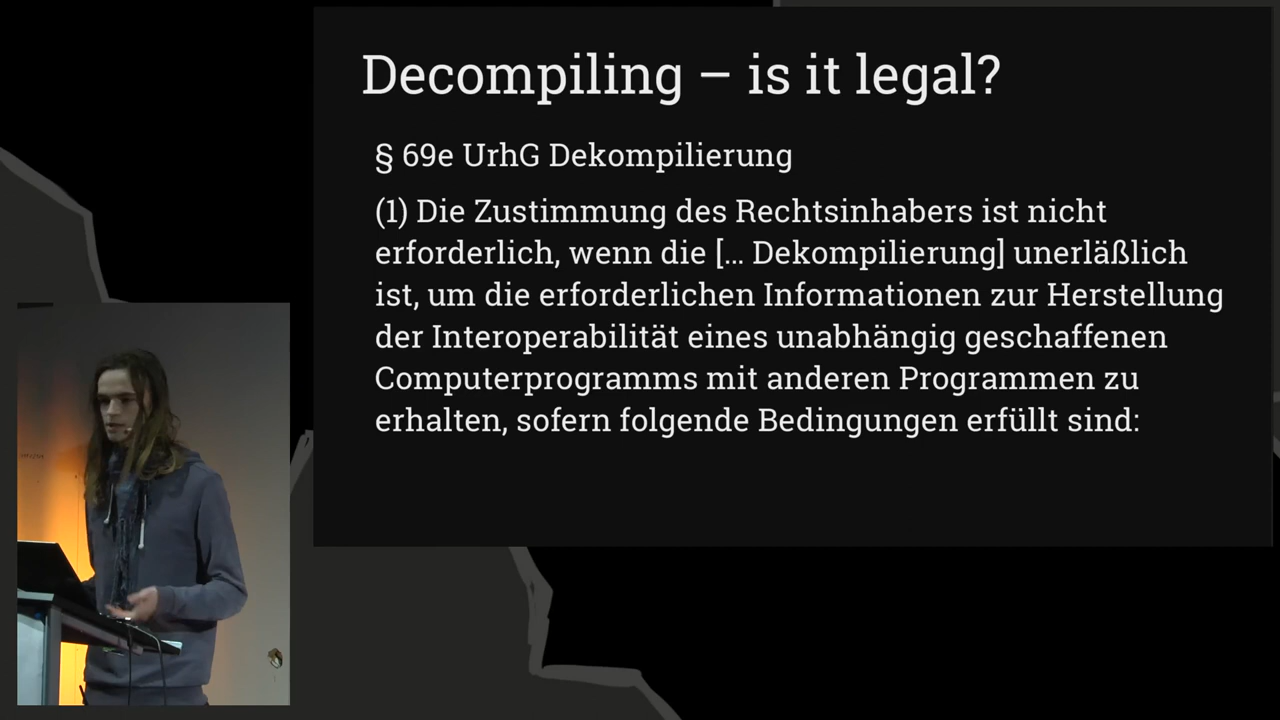 Decompiling – is it legal?
§ 69e UrhG Dekompilierung
(1) Die Zustimmung des Rechtsinhabers ist nicht
erforderlich, wenn die [... Dekompilierung] unerläßlich
ist, um die erforderlichen Informationen zur Herstellung
der Interoperabilität eines unabhängig geschaffenen
Computerprogramms mit anderen Programmen zu
erhalten, sofern folgende Bedingungen erfüllt sind: